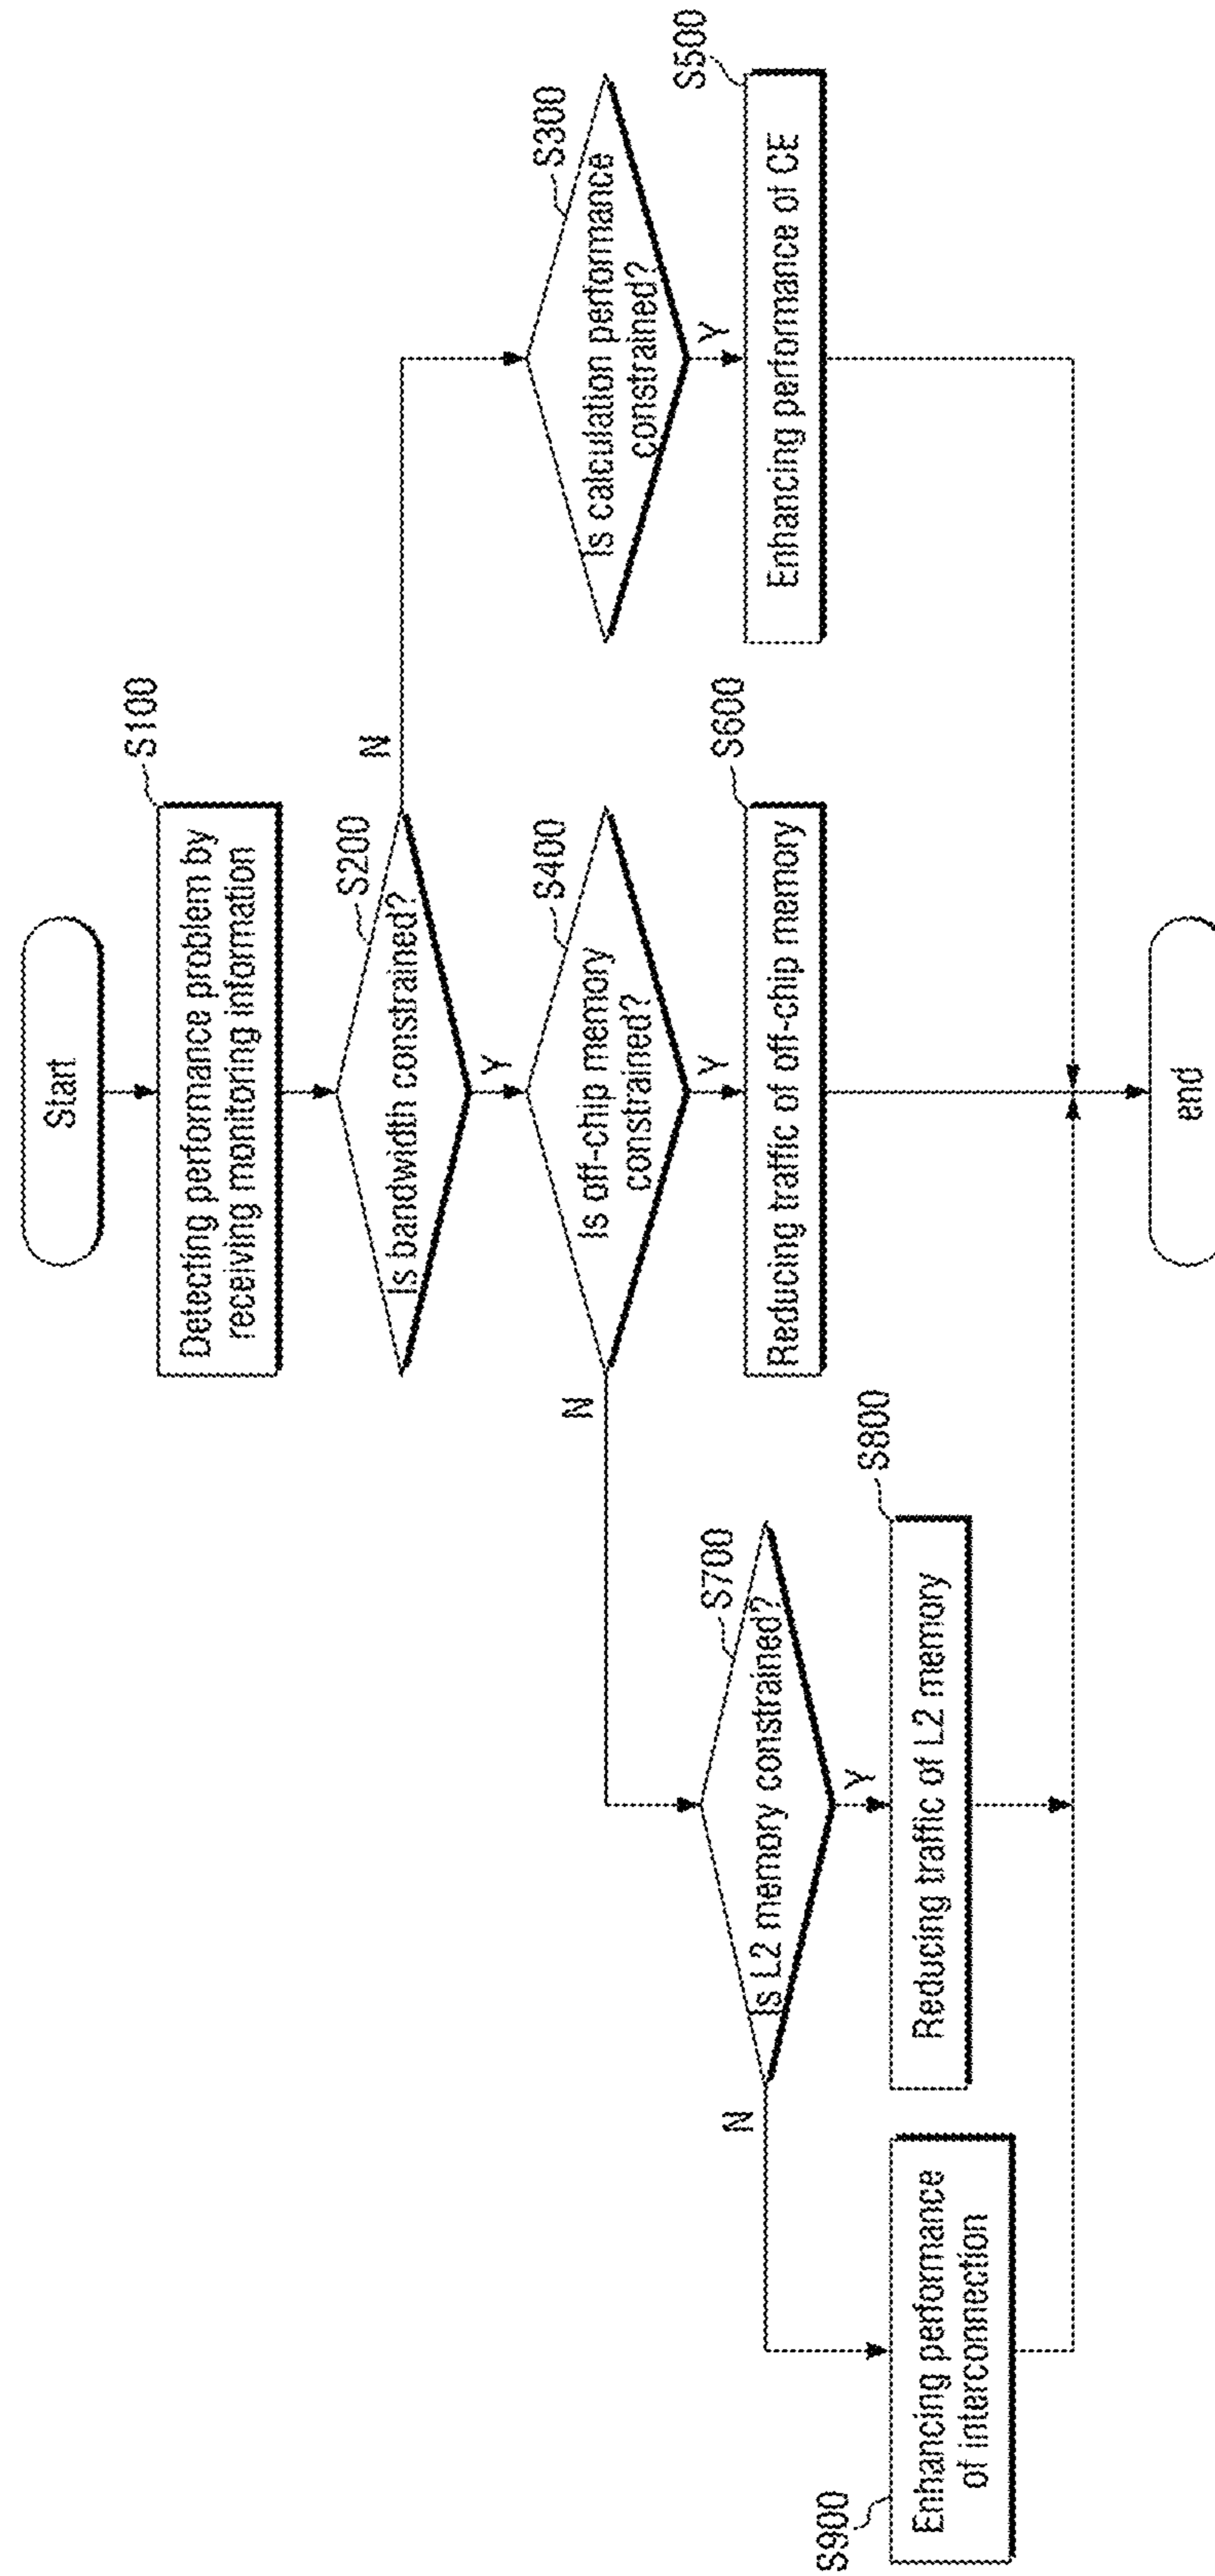 Start
S100
Detecting performance problem by
receiving monitoring information
S200
Is bandwidth constrained?
N
Y
S400
Is off-chip memory
constrained?
S300
Is calculation performance
constrained?
N
Y
Y
S600
Reducing traffic of off-chip memory
S500
Enhancing performance of CE
S700
Is L2 memory constrained?
N
Y
S900
Enhancing performance
of interconnection
S800
Reducing traffic of L2 memory
end